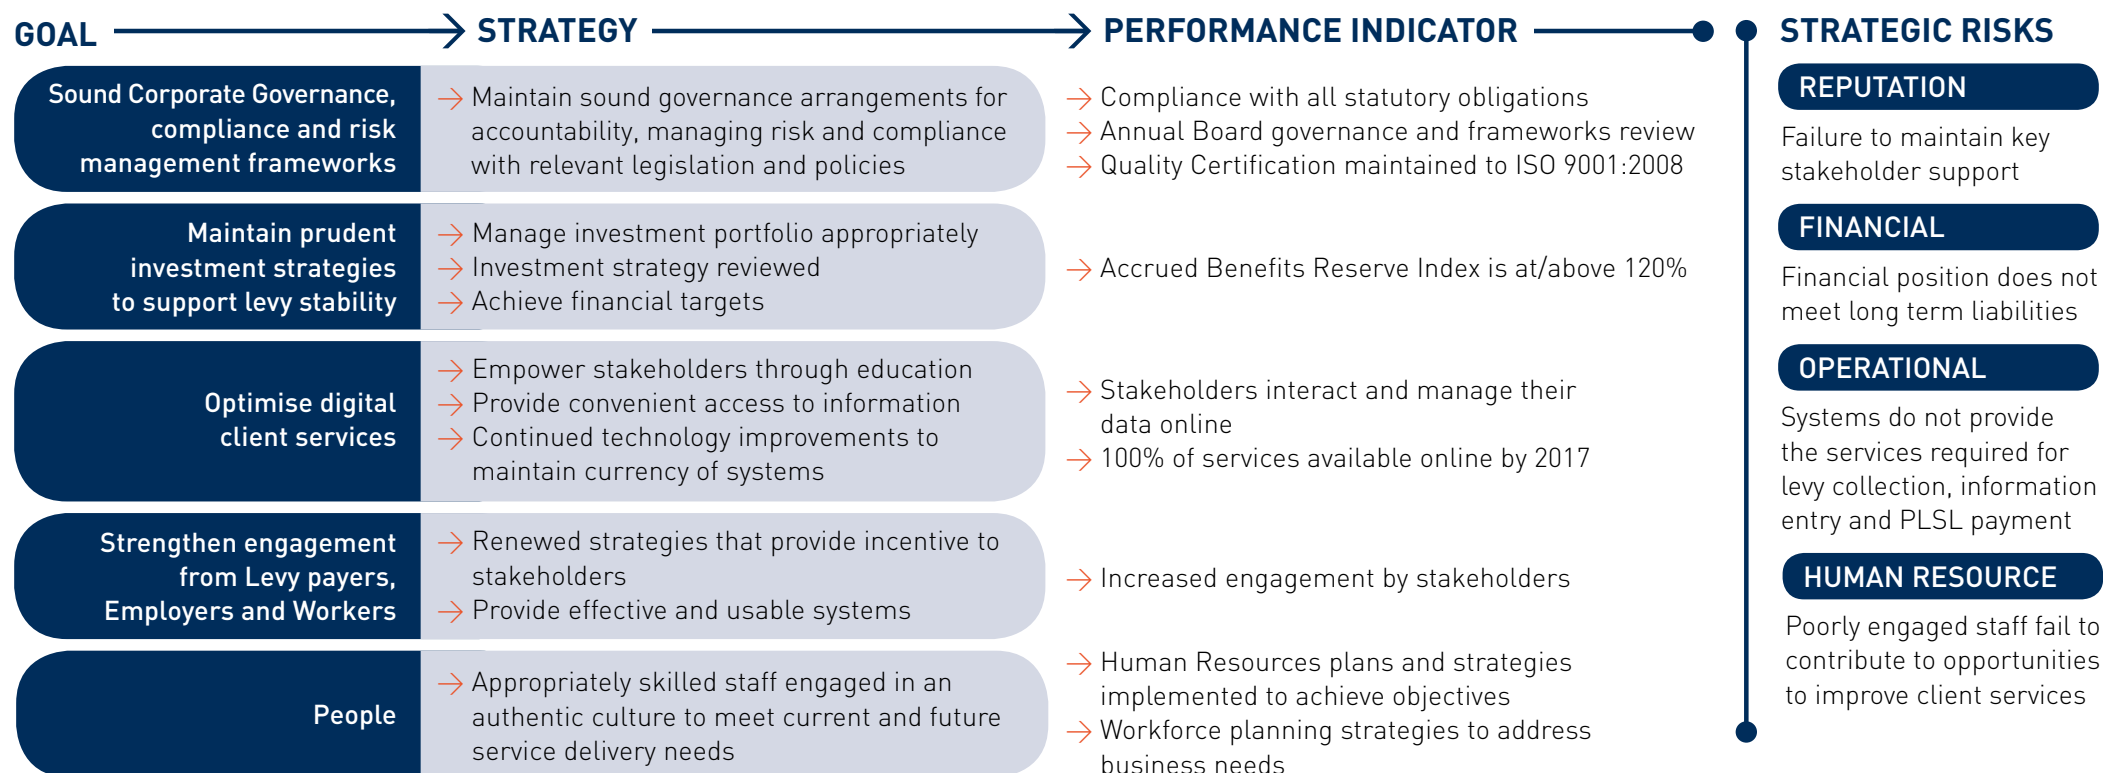 GOAL
STRATEGY
PERFORMANCE INDICATOR
STRATEGIC RISKS
Sound Corporate Governance,
compliance and risk
management frameworks
→ Maintain sound governance arrangements for
accountability, managing risk and compliance
with relevant legislation and policies
→ Compliance with all statutory obligations
→ Annual Board governance and frameworks review
→ Quality Certification maintained to ISO 9001:2008
Maintain prudent
investment strategies
to support levy stability
→ Manage investment portfolio appropriately
→ Investment strategy reviewed
→ Achieve financial targets
→ Accrued Benefits Reserve Index is at/above 120%
Optimise digital
client services
→ Empower stakeholders through education
→ Provide convenient access to information
→ Continued technology improvements to
maintain currency of systems
→ Stakeholders interact and manage their
data online
→ 100% of services available online by 2017
Strengthen engagement
from Levy payers,
Employers and Workers
→ Renewed strategies that provide incentive to
stakeholders
→ Provide effective and usable systems
→ Increased engagement by stakeholders
People
→ Appropriately skilled staff engaged in an
authentic culture to meet current and future
service delivery needs
→ Human Resources plans and strategies
implemented to achieve objectives
→ Workforce planning strategies to address
business needs
REPUTATION
Failure to maintain key
stakeholder support
FINANCIAL
Financial position does not
meet long term liabilities
OPERATIONAL
Systems do not provide
the services required for
levy collection, information
entry and PLSL payment
HUMAN RESOURCE
Poorly engaged staff fail to
contribute to opportunities
to improve client services